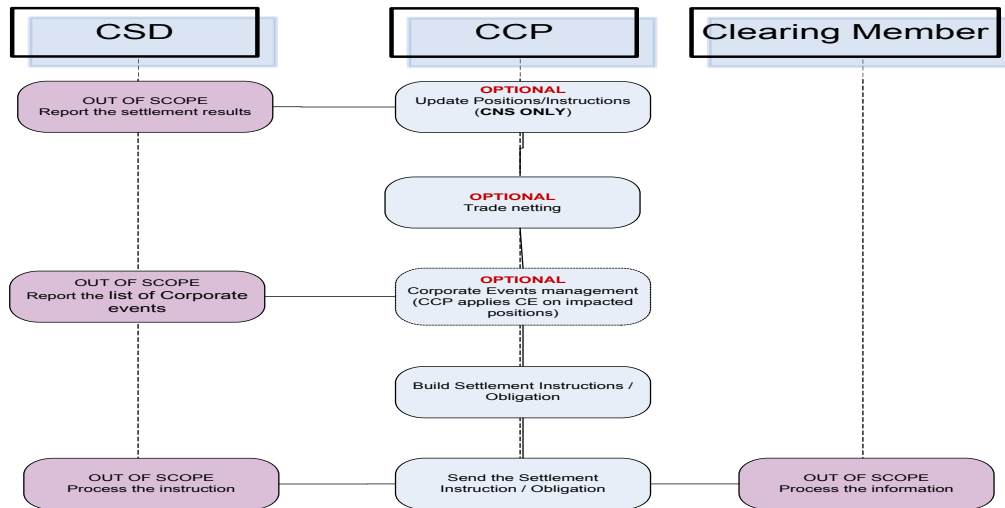 CSD
CCP
Clearing Member
OUT OF SCOPE
Report the settlement results
OPTIONAL
Update Positions/Instructions
(CNS ONLY)
OPTIONAL
Trade netting
OUT OF SCOPE
Report the list of Corporate
events
OPTIONAL
Corporate Events management
(CCP applies CE on impacted
positions)
Build Settlement Instructions /
Obligation
OUT OF SCOPE
Process the instruction
Send the Settlement
Instruction / Obligation
OUT OF SCOPE
Process the information